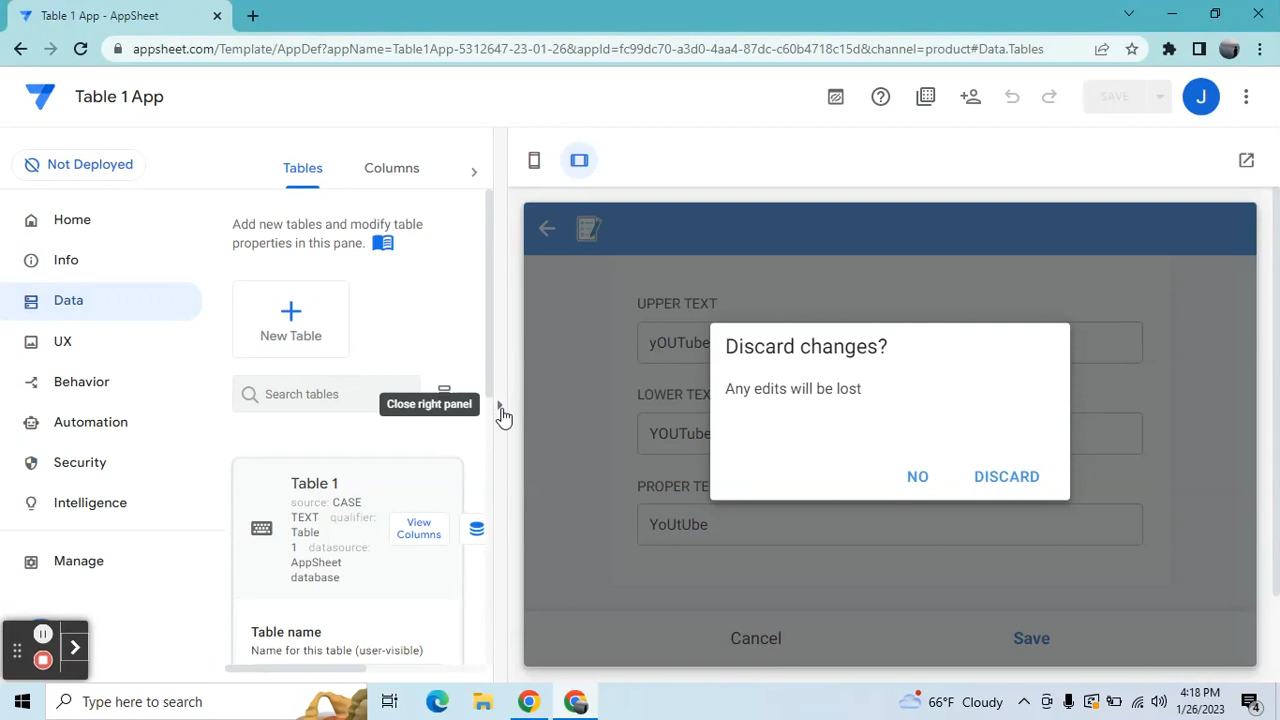 Table 1 App - AppSheet
appsheet.com/Template/AppDef?appName=Table1App-5312647-23-01-26&appId=fc99dc70-a3d0-4aa4-87dc-c60b4718c15d&channel=product#Data.Tables
Table 1 App
SAVE
J
Not Deployed
Tables
Columns
Home
Info
Data
UX
Behavior
Automation
Security
Intelligence
Manage
Add new tables and modify table
properties in this pane.
New Table
Search tables
Close right panel
Table 1
source: CASE
TEXT qualifier:
Table
1 datasource:
AppSheet
database
View
Columns
Table name
Name for this table (user-visible)
UPPER TEXT
yOUTube
LOWER TEX
YOUTube
PROPER TE
YoUtUbe
Discard changes?
Any edits will be lost
NO
DISCARD
Cancel
Save
Type here to search
66°F Cloudy
4:18 PM
1/26/2023
4